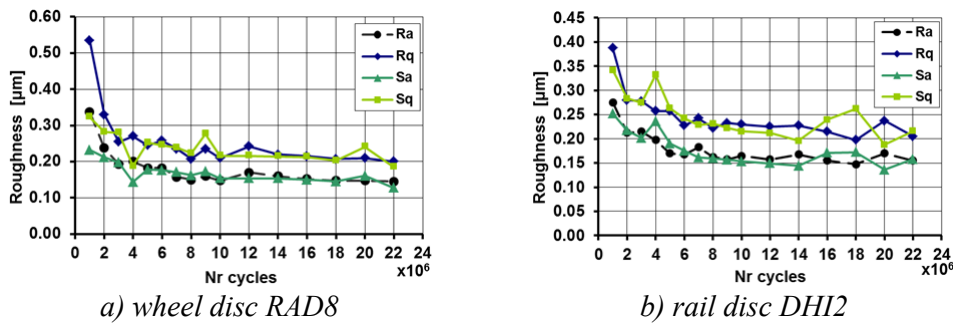 0.60
0.50
0.40
0.30
0.20
0.10
0.00
Roughness [µm]
Ra
Rq
Sa
Sq
0 2 4 6 8 10 12 14 16 18 20 22 24
Nr cycles
x10⁶
a) wheel disc RAD8
0.45
0.40
0.35
0.30
0.25
0.20
0.15
0.10
0.05
0.00
Roughness [µm]
Ra
Rq
Sa
Sq
0 2 4 6 8 10 12 14 16 18 20 22 24
Nr cycles
x10⁶
b) rail disc DHI2